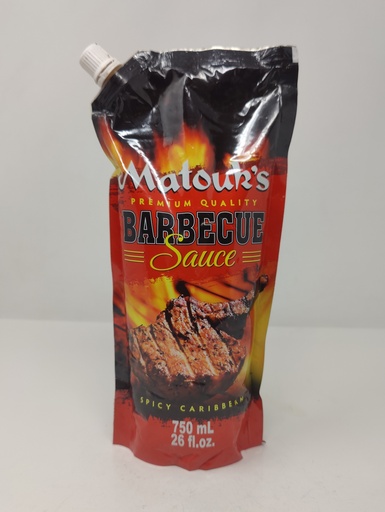 Matouk's
PREMIUM QUALITY
BARBECUE
Sauce
SPICY CARIBBEAN
750 mL
26 fl.oz.